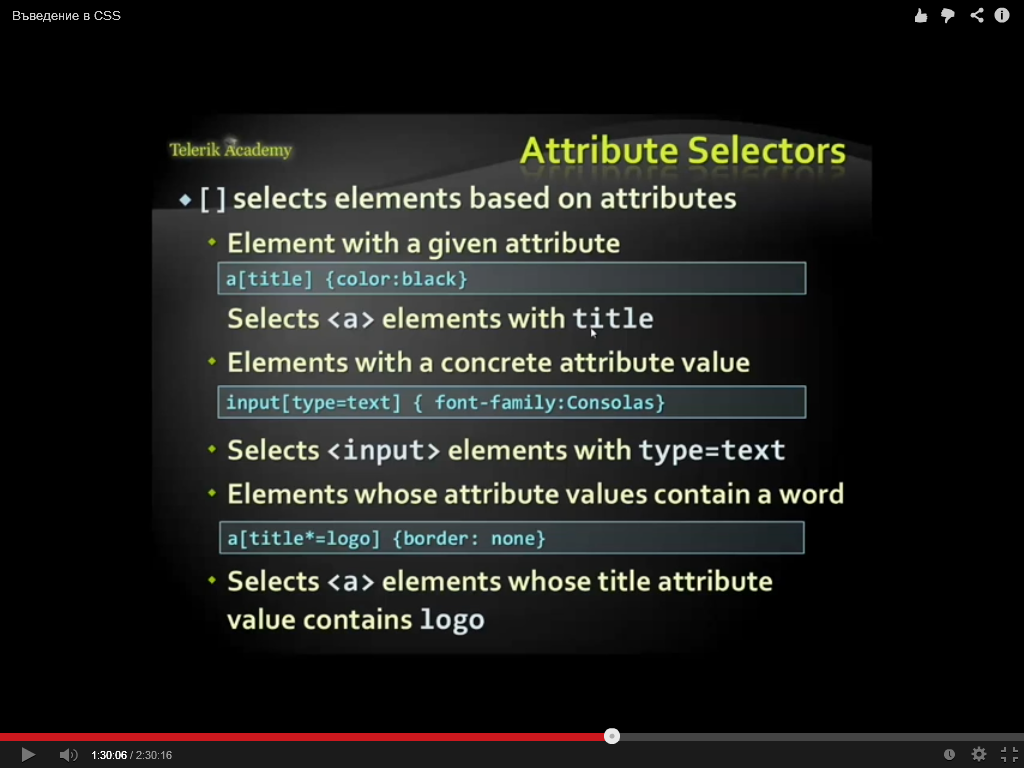 Въведение в CSS
Telerik Academy
Attribute Selectors
[] selects elements based on attributes
Element with a given attribute
a[title] {color:black}
Selects <a> elements with title
Elements with a concrete attribute value
input[type=text] { font-family:Consolas}
Selects <input> elements with type=text
Elements whose attribute values contain a word
a[title*=logo] {border: none}
Selects <a> elements whose title attribute
value contains logo
1:30:06 / 2:30:16